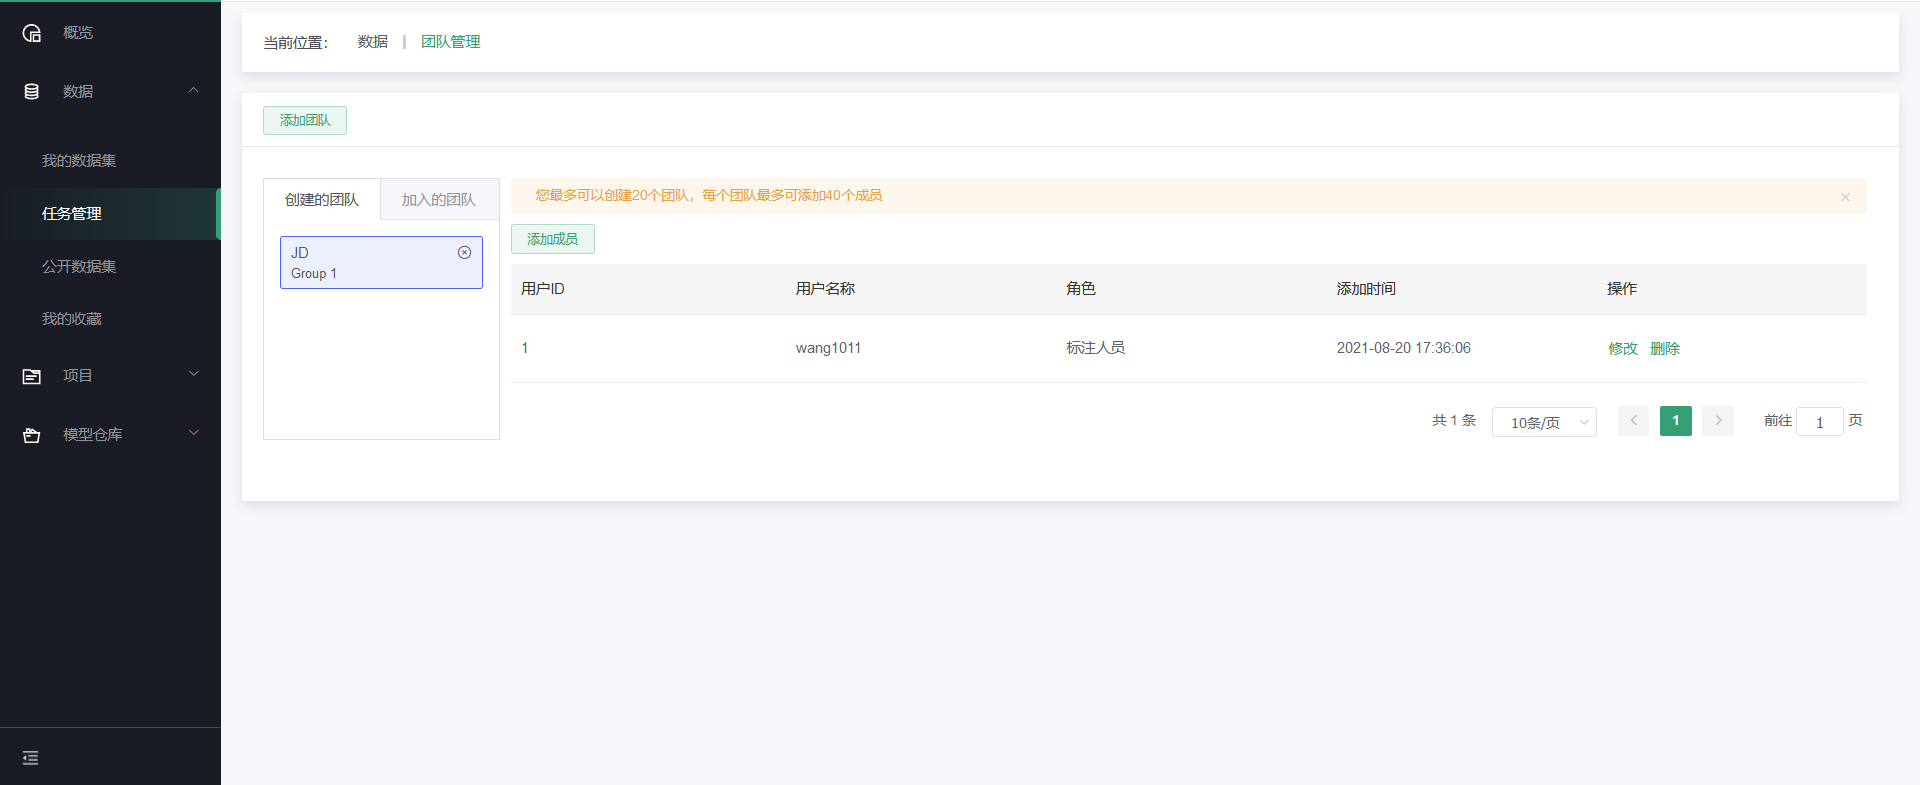 概览
数据
我的数据集
任务管理
公开数据集
我的收藏
项目
模型仓库
当前位置： 数据 | 团队管理
添加团队
创建的团队 加入的团队
JD
Group 1
您最多可以创建20个团队，每个团队最多可添加40个成员
添加成员
用户ID 用户名称 角色 添加时间 操作
1 wang1011 标注人员 2021-08-20 17:36:06 修改 删除
共 1 条 10条/页 1 前往 1 页